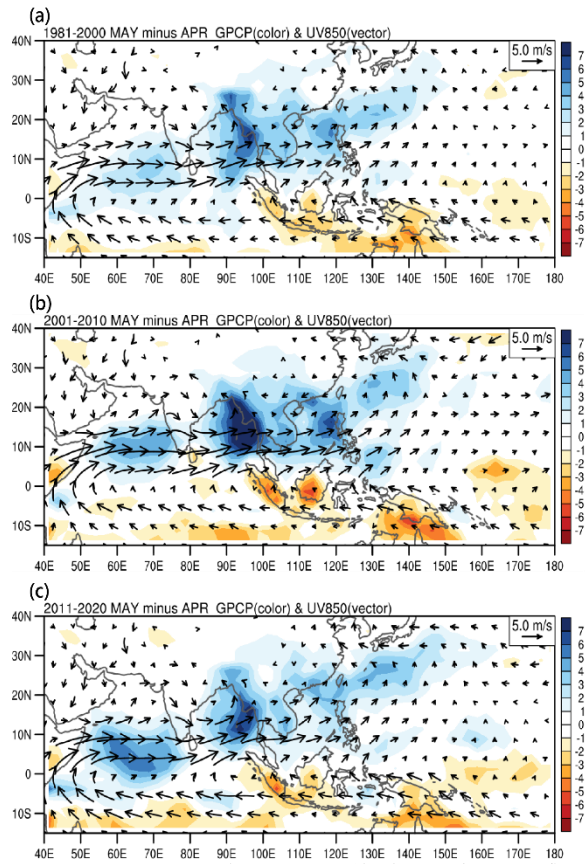 (a)
1981-2000 MAY minus APR GPCP(color) & UV850(vector)
5.0 m/s
40N
30N
20N
10N
0
10S
40E 50E 60E 70E 80E 90E 100E 110E 120E 130E 140E 150E 160E 170E 180
7
6
5
4
3
2
1
0
-1
-2
-3
-4
-5
-6
-7
(b)
2001-2010 MAY minus APR GPCP(color) & UV850(vector)
5.0 m/s
40N
30N
20N
10N
0
10S
40E 50E 60E 70E 80E 90E 100E 110E 120E 130E 140E 150E 160E 170E 180
7
6
5
4
3
2
1
0
-1
-2
-3
-4
-5
-6
-7
(c)
2011-2020 MAY minus APR GPCP(color) & UV850(vector)
5.0 m/s
40N
30N
20N
10N
0
10S
40E 50E 60E 70E 80E 90E 100E 110E 120E 130E 140E 150E 160E 170E 180
7
6
5
4
3
2
1
0
-1
-2
-3
-4
-5
-6
-7